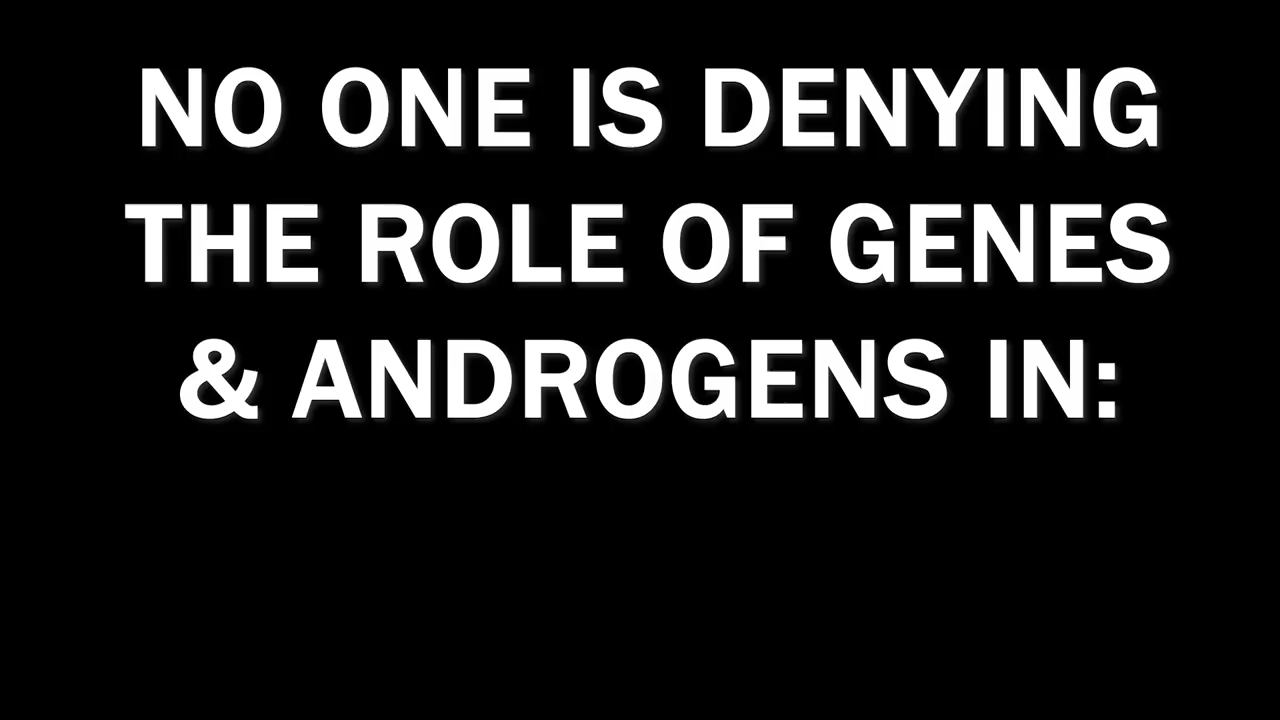 NO ONE IS DENYING
THE ROLE OF GENES
& ANDROGENS IN: